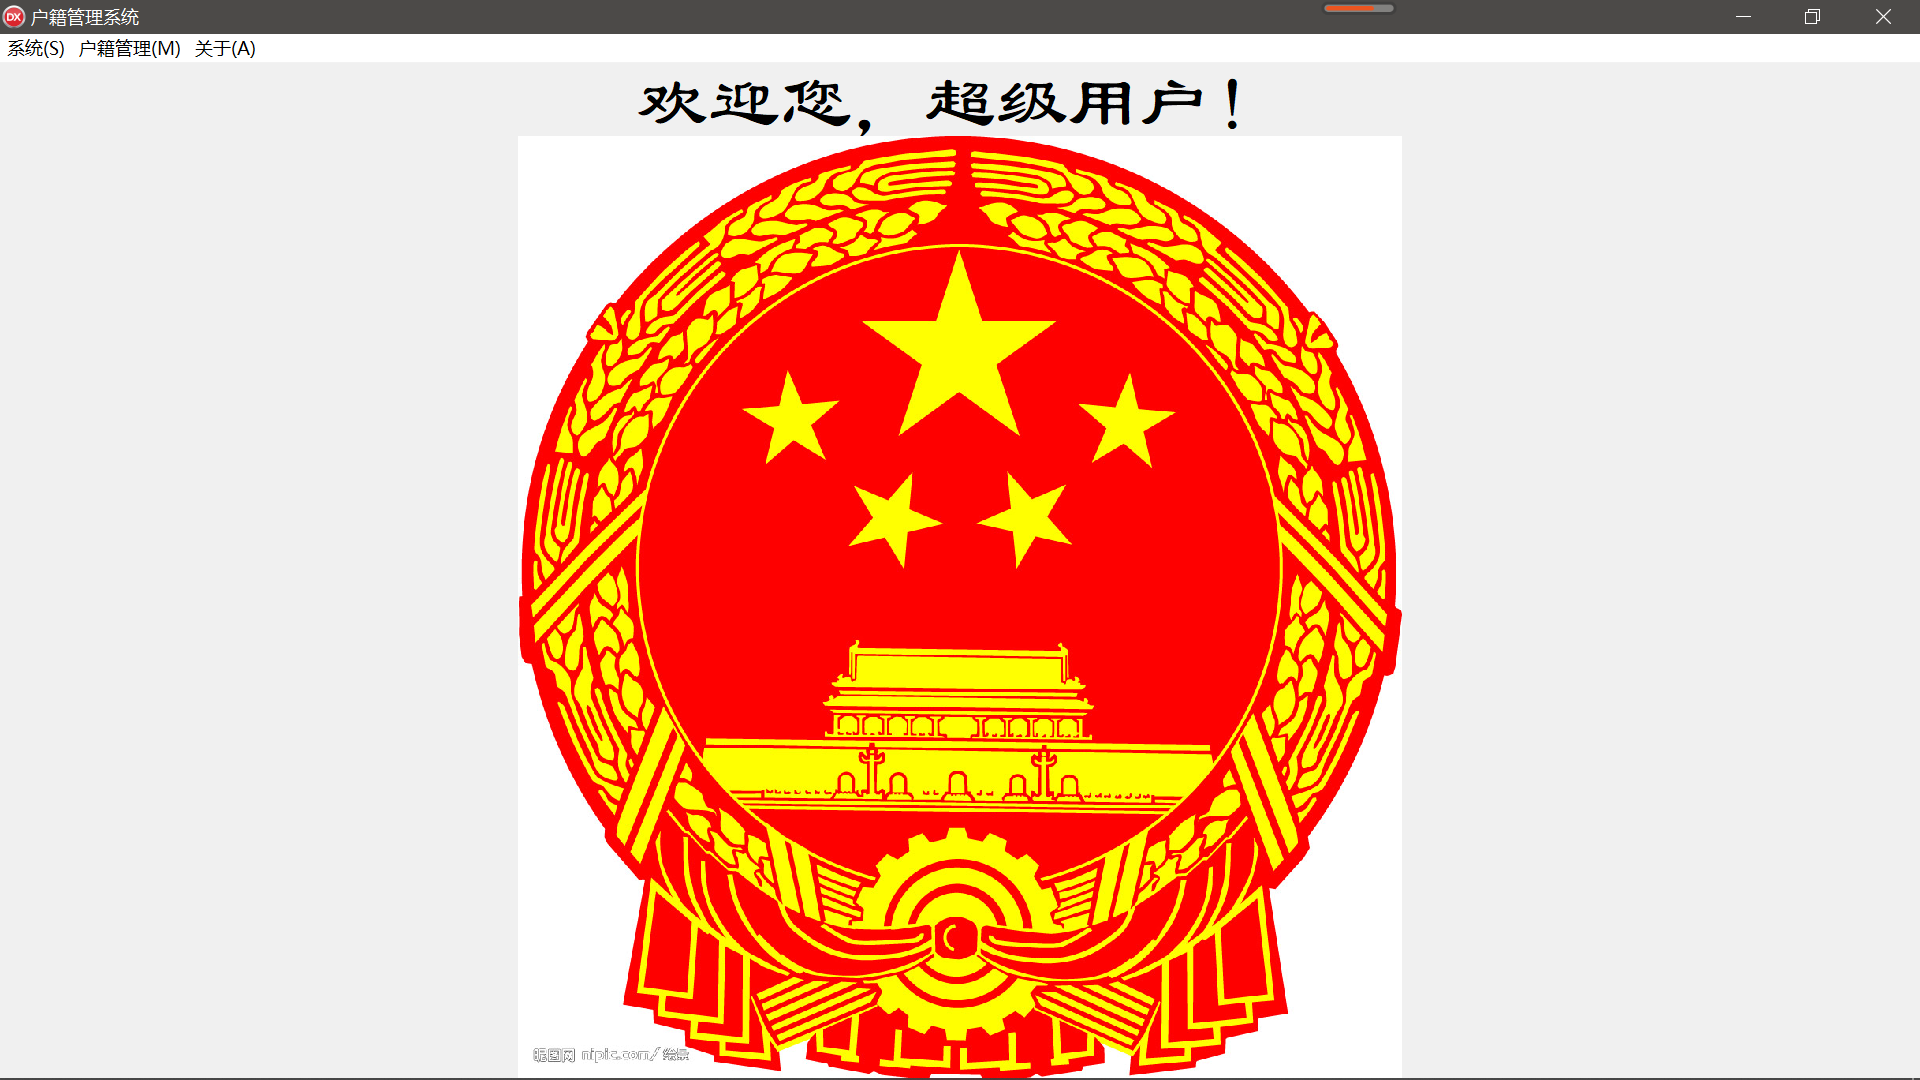 DX 户籍管理系统
系统(S) 户籍管理(M) 关于(A)
欢迎您，超级用户！
昵图网 nipic.com/